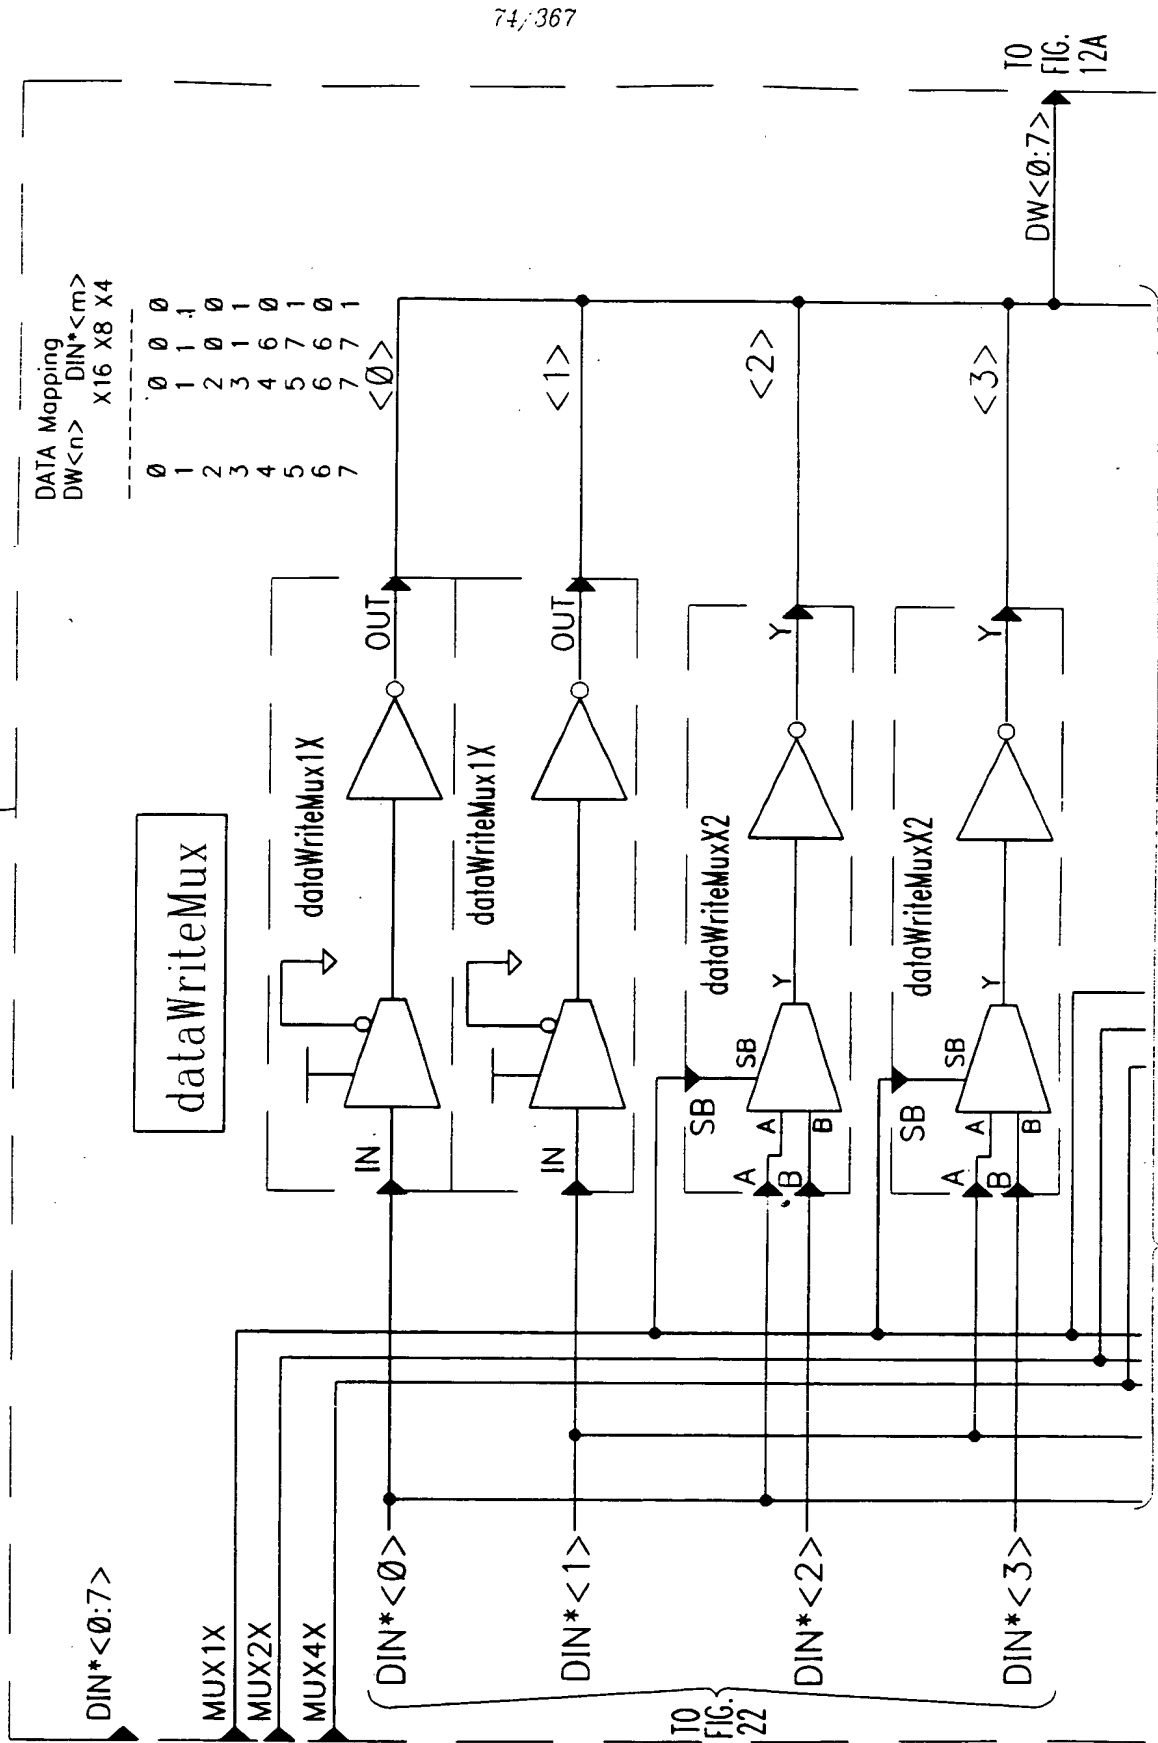 74/367
DIN*<0:7>
MUX1X
MUX2X
MUX4X
dataWriteMux
DATA Mapping
DW<n> DIN*<m>
X16 X8 X4
0 0 0 0
1 1 1 1
2 2 0 0
3 3 1 1
4 4 6 0
5 5 7 1
6 6 6 0
7 7 7 1
DIN*<0>
IN
dataWriteMux1X
OUT
<0>
DIN*<1>
IN
dataWriteMux1X
OUT
<1>
DIN*<2>
SB
A
B
SB
A
B
Y
dataWriteMuxX2
Y
<2>
DIN*<3>
SB
A
B
SB
A
B
Y
dataWriteMuxX2
Y
<3>
TO
FIG.
22
DW<0:7>
TO
FIG.
12A